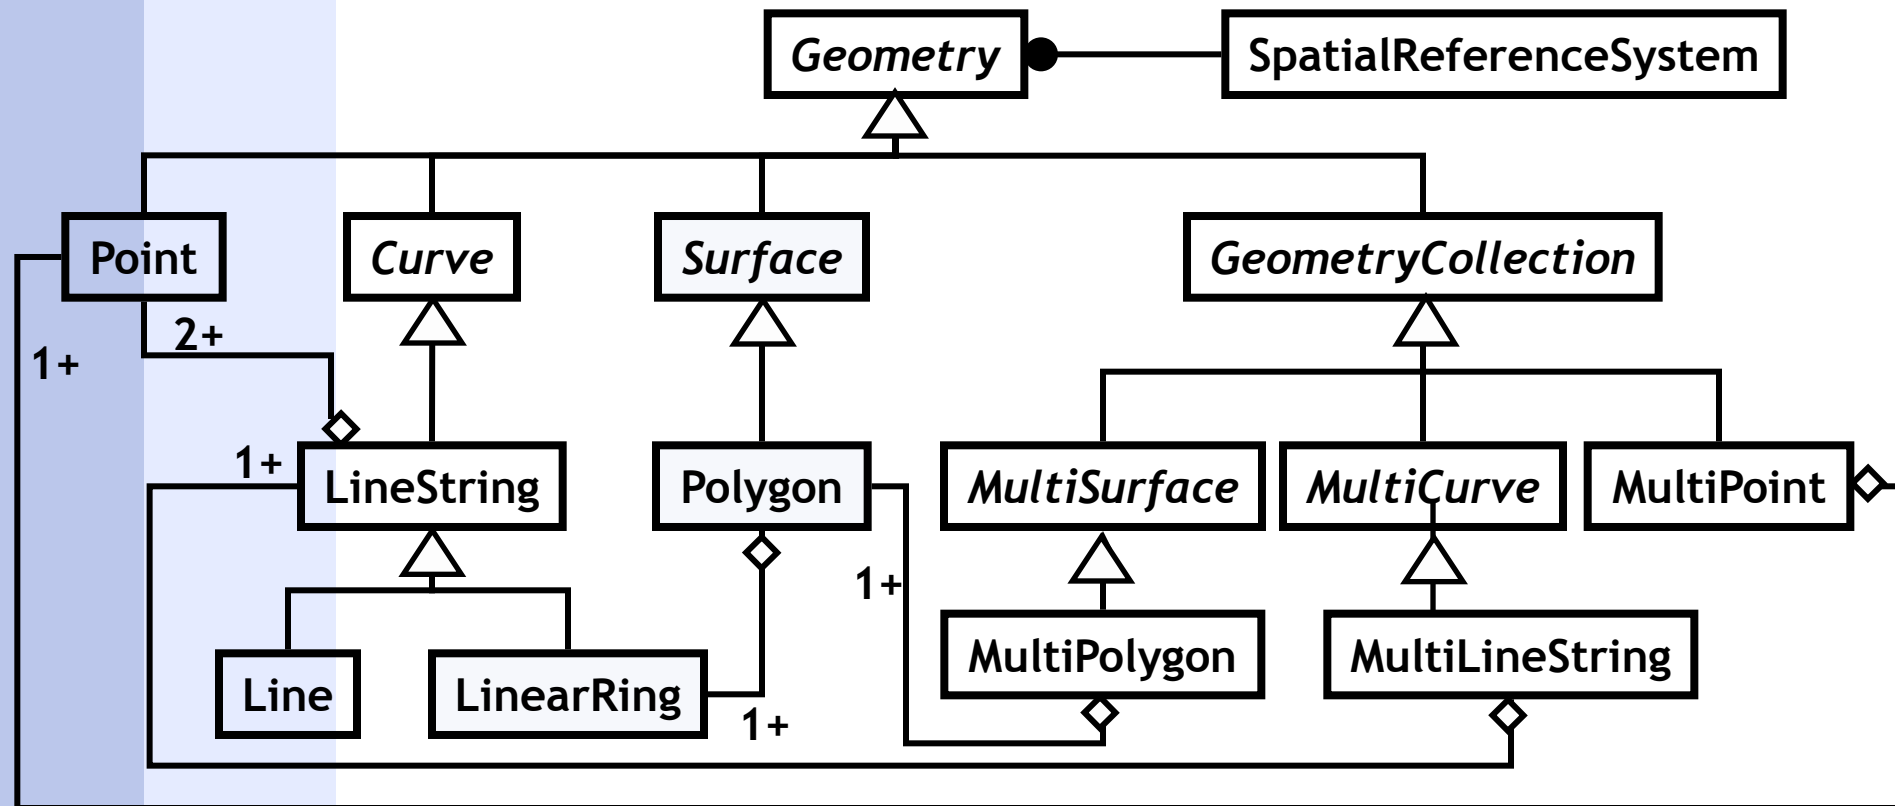 Geometry
SpatialReferenceSystem
Point
Curve
Surface
GeometryCollection
2+
1+
1+
LineString
Polygon
MultiSurface
MultiCurve
MultiPoint
1+
MultiPolygon
MultiLineString
Line
LinearRing
1+